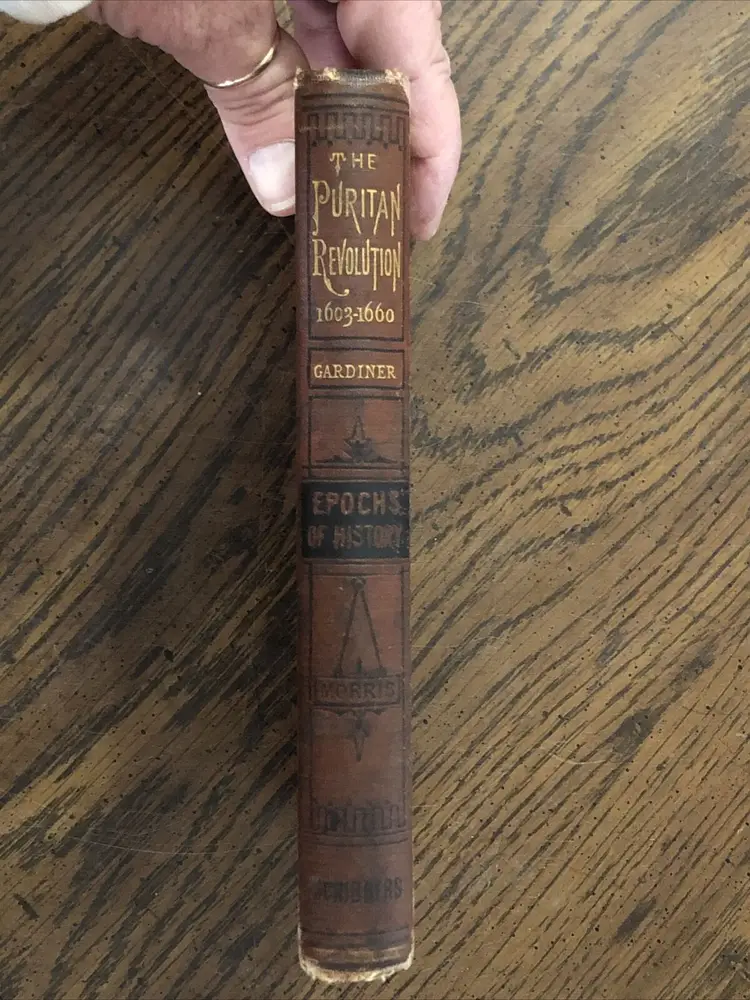 THE
PURITAN
REVOLUTION
1603-1660
GARDINER
EPOCHS
OF HISTORY
MORRIS
SCRIBNERS